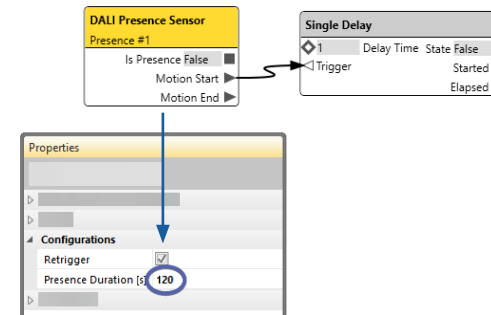 DALI Presence Sensor
Presence #1
Is Presence False
Motion Start
Motion End
Single Delay
1 Delay Time State False
Trigger Started
Elapsed
Properties
Configurations
Retrigger
Presence Duration [s] 120